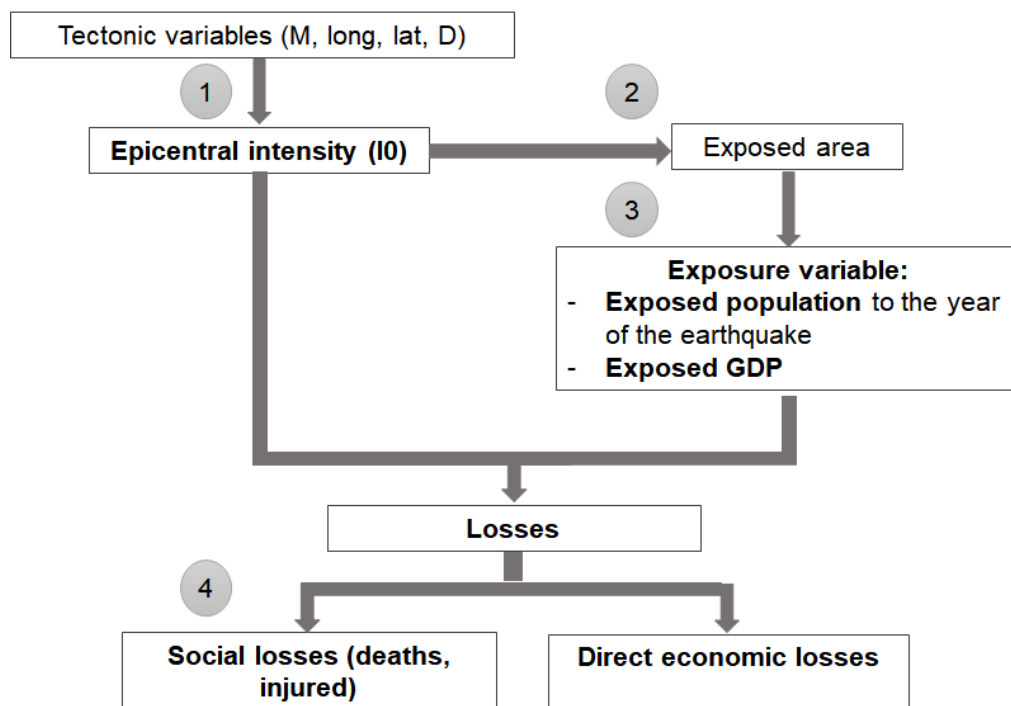 Tectonic variables (M, long, lat, D)
1
2
Epicentral intensity (I0)
Exposed area
3
Exposure variable:
- Exposed population to the year
of the earthquake
- Exposed GDP
Losses
4
Social losses (deaths,
injured)
Direct economic losses